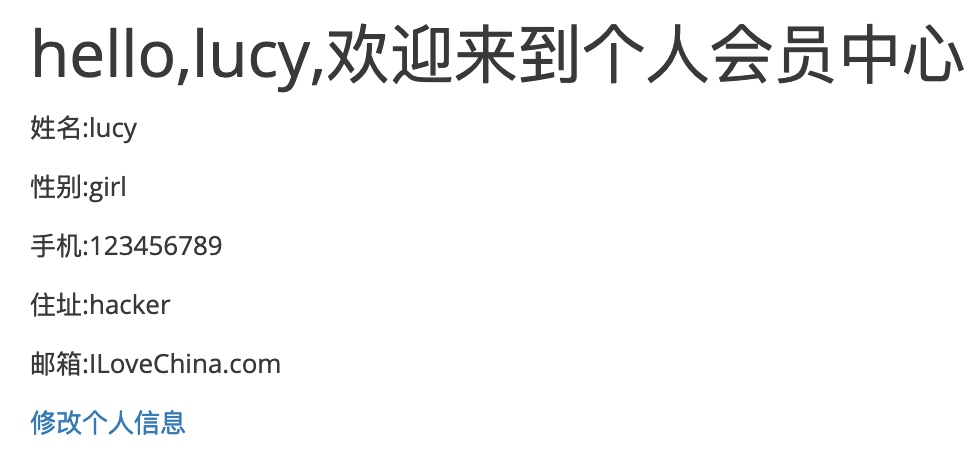 hello,lucy,欢迎来到个人会员中心
姓名:lucy
性别:girl
手机:123456789
住址:hacker
邮箱:ILoveChina.com
修改个人信息